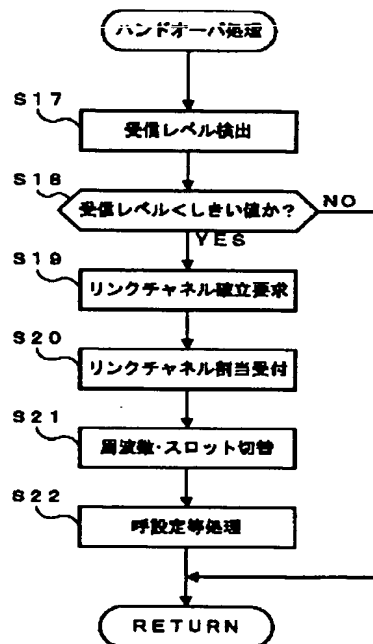 ハンドオーバ処理
S17
受信レベル検出
S18
受信レベル<しきい値か?
NO
YES
S19
リンクチャネル確立要求
S20
リンクチャネル割当受付
S21
周波数・スロット切替
S22
呼設定等処理
RETURN